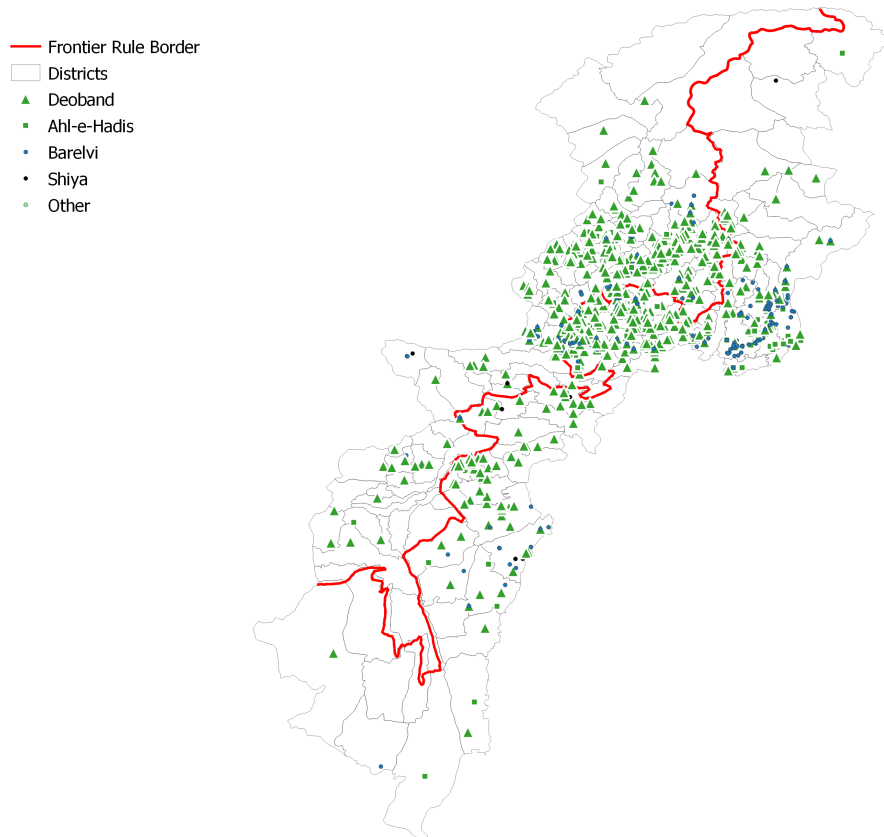 Frontier Rule Border
Districts
Deoband
Ahl-e-Hadis
Barelvi
Shiya
Other